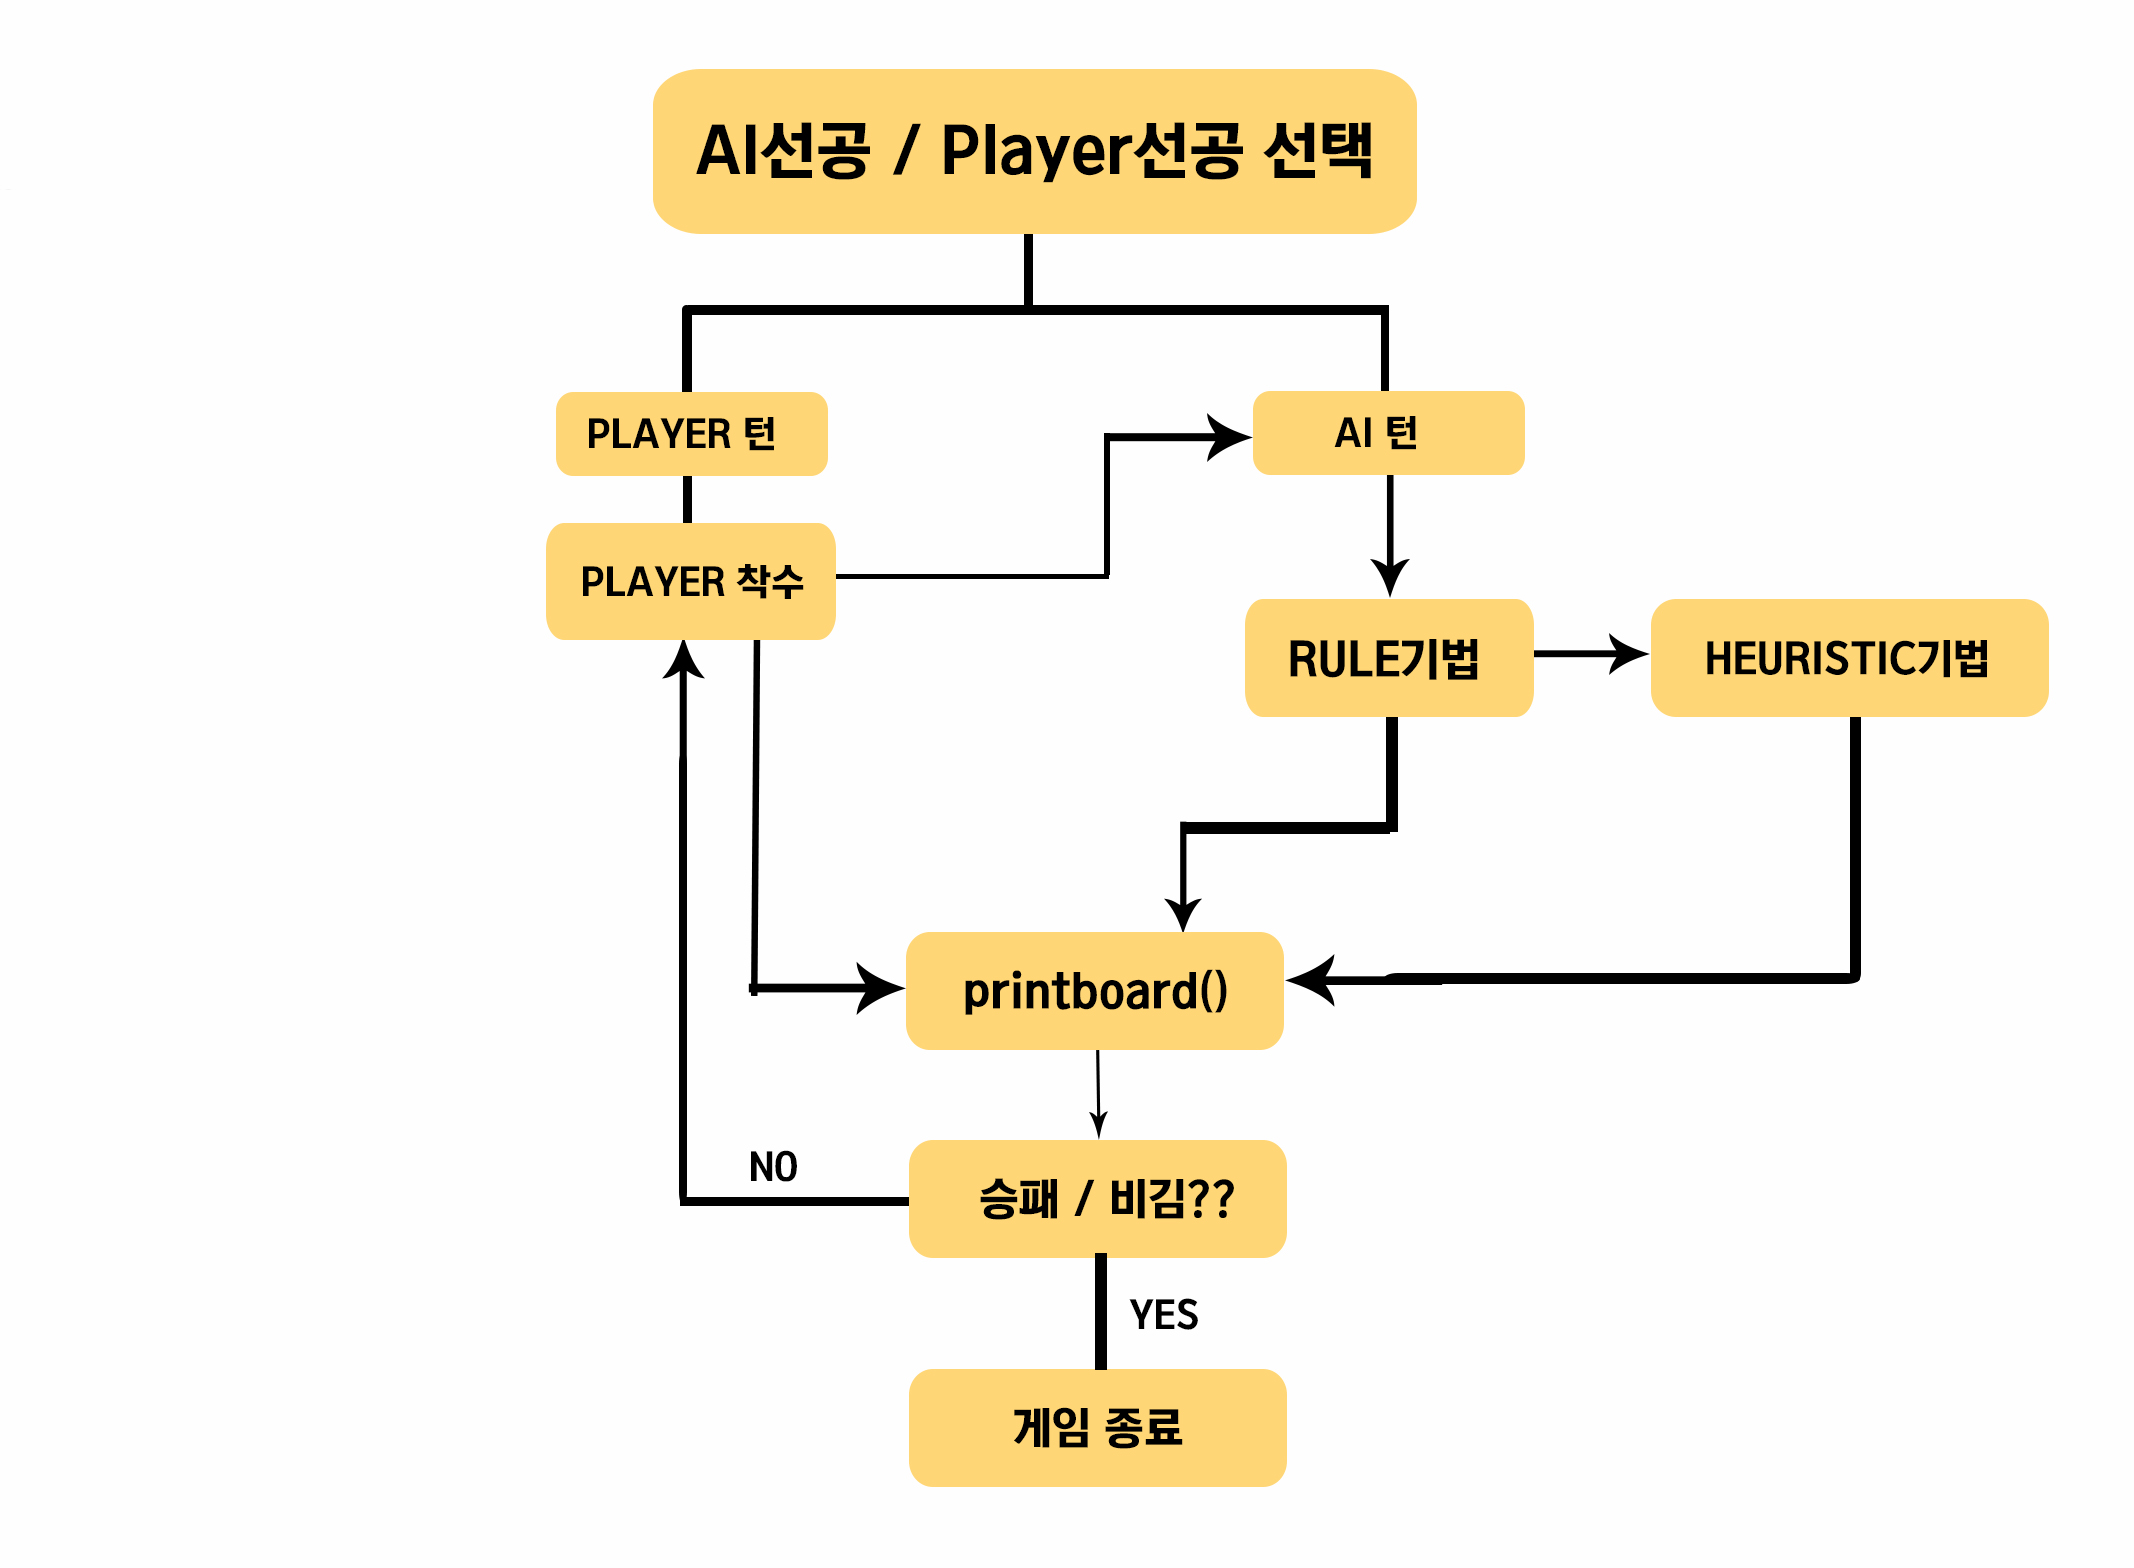 AI선공 / Player선공 선택
PLAYER 턴
AI 턴
PLAYER 착수
RULE기법
HEURISTIC기법
printboard()
NO
승패 / 비김??
YES
게임 종료